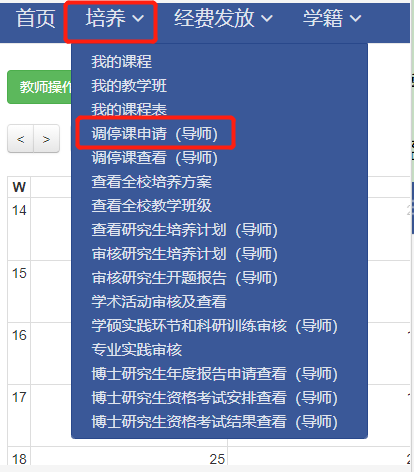 首页 培养 经费发放 学籍
我的课程
教师操作
我的教学班
我的课程表
< >
调停课申请（导师）
调停课查看（导师）
W
查看全校培养方案
14
查看全校教学班级
查看研究生培养计划（导师）
审核研究生培养计划（导师）
15
审核研究生开题报告（导师）
学术活动审核及查看
16
学硕实践环节和科研训练审核（导师）
专业实践审核
17
博士研究生年度报告申请查看（导师）
博士研究生资格考试安排查看（导师）
博士研究生资格考试结果查看（导师）
18 25